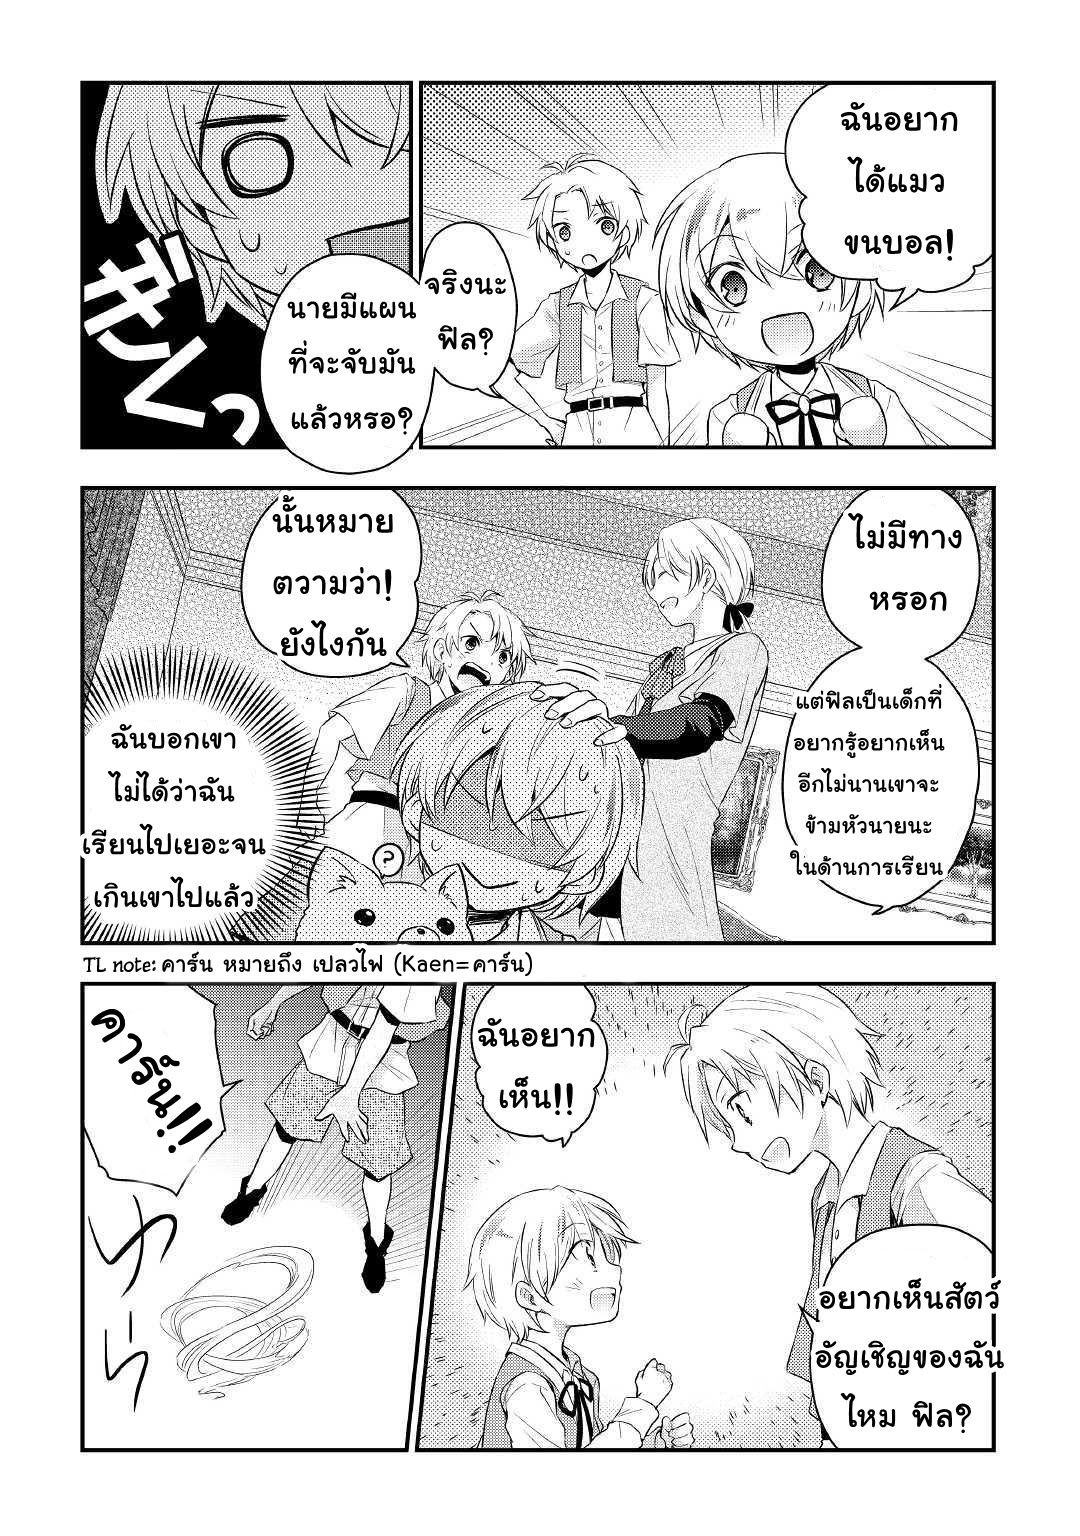 ฉันอยาก
ได้แมว
ขนบอล!
จริงนะ
ฟิล?
นายมีแผน
ที่จะจับมัน
แล้วหรอ?
ぎくっ
ไม่มีทาง
หรอก
แต่ฟิลเป็นเด็กที่
อยากรู้อยากเห็น
อีกไม่นานเขาจะ
ข้ามหัวนายนะ
ในด้านการเรียน
นั้นหมาย
ตวามว่า!
ยังไงกัน
ฉันบอกเขา
ไม่ได้ว่าฉัน
เรียนไปเยอะจน
เกินเขาไปแล้ว
?
TL note: คาร์น หมายถึง เปลวไฟ (Kaen=คาร์น)
ฉันอยาก
เห็น!!
อยากเห็นสัตว์
อัญเชิญของฉัน
ไหม ฟิล?
คาร์น!!
ゆら